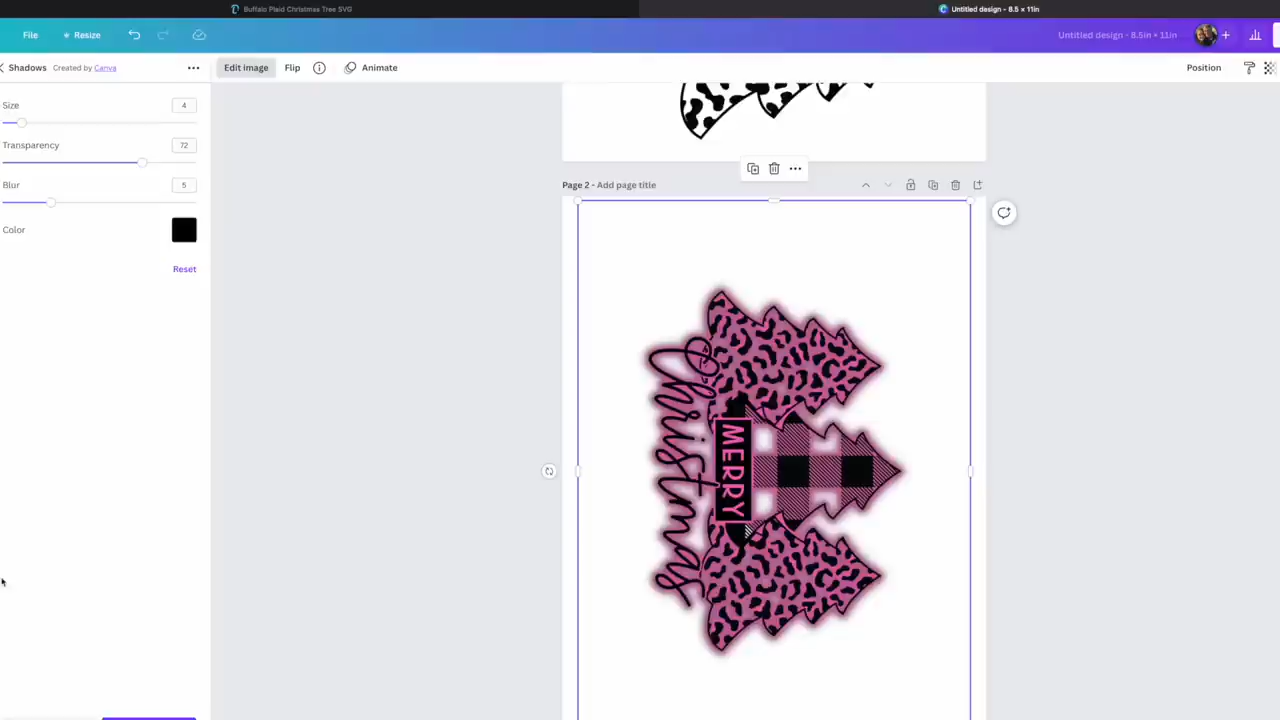 Buffalo Plaid Christmas Tree SVG
Untitled design - 8.5 × 11in
File
Resize
Untitled design - 8.5in × 11in
Shadows Created by Canva
Edit image
Flip
Animate
Position
Size
4
Transparency
72
Blur
5
Color
Reset
Page 2 - Add page title
MERRY
Christmas